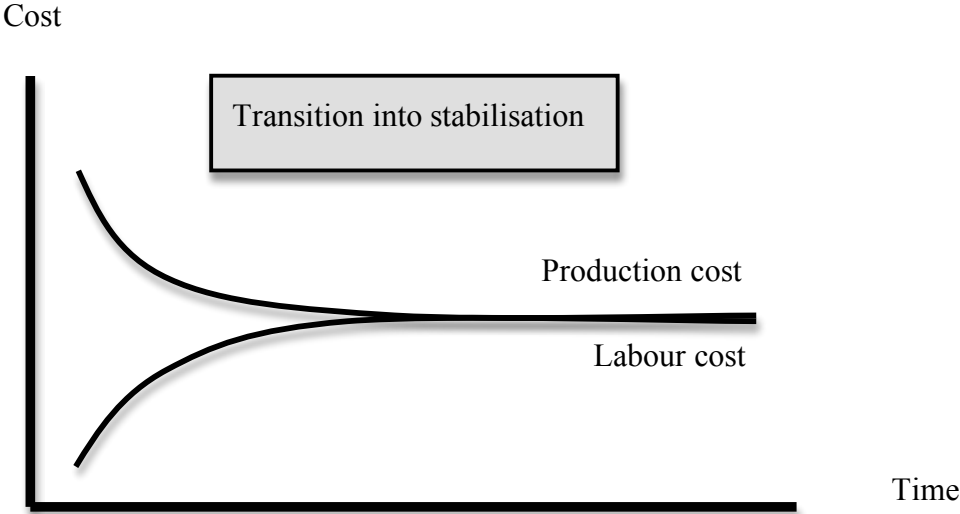 Cost
Transition into stabilisation
Production cost
Labour cost
Time